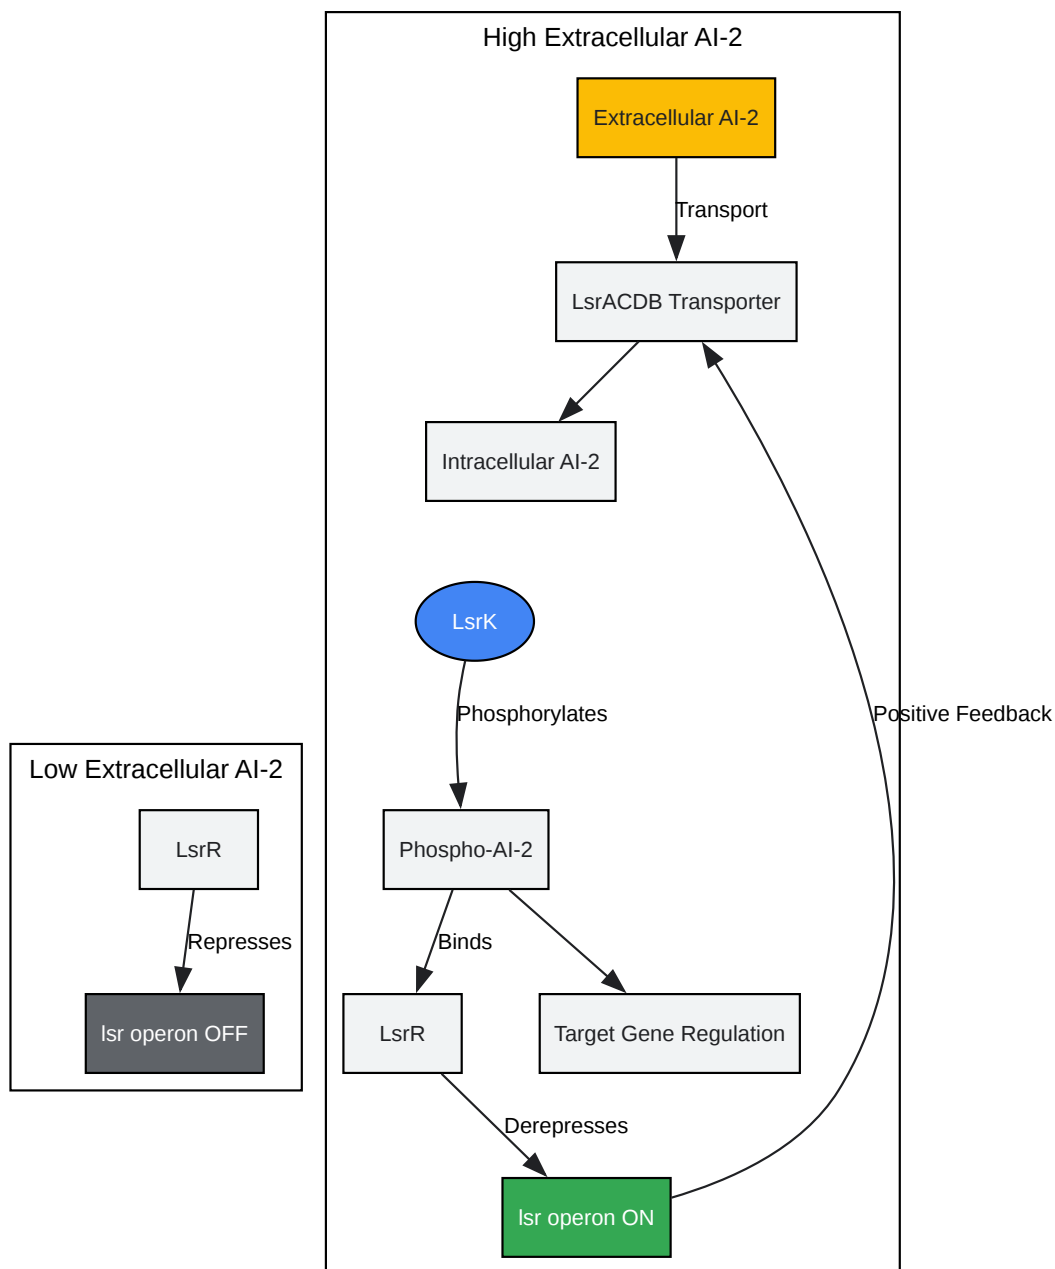 High Extracellular AI-2
Extracellular AI-2
Transport
LsrACDB Transporter
Intracellular AI-2
LsrK
Phosphorylates
Positive Feedback
Low Extracellular AI-2
LsrR
Phospho-AI-2
Represses
Binds
lsr operon OFF
LsrR
Target Gene Regulation
Derepresses
lsr operon ON